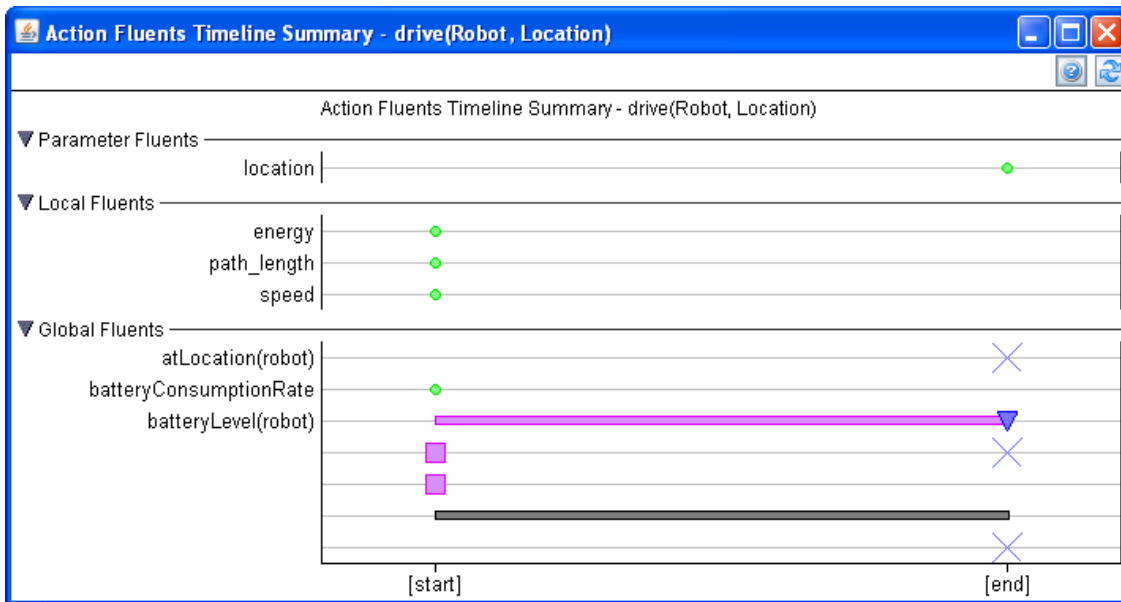 Action Fluents Timeline Summary - drive(Robot, Location)
Action Fluents Timeline Summary - drive(Robot, Location)
Parameter Fluents
location
Local Fluents
energy
path_length
speed
Global Fluents
atLocation(robot)
batteryConsumptionRate
batteryLevel(robot)
[start] [end]